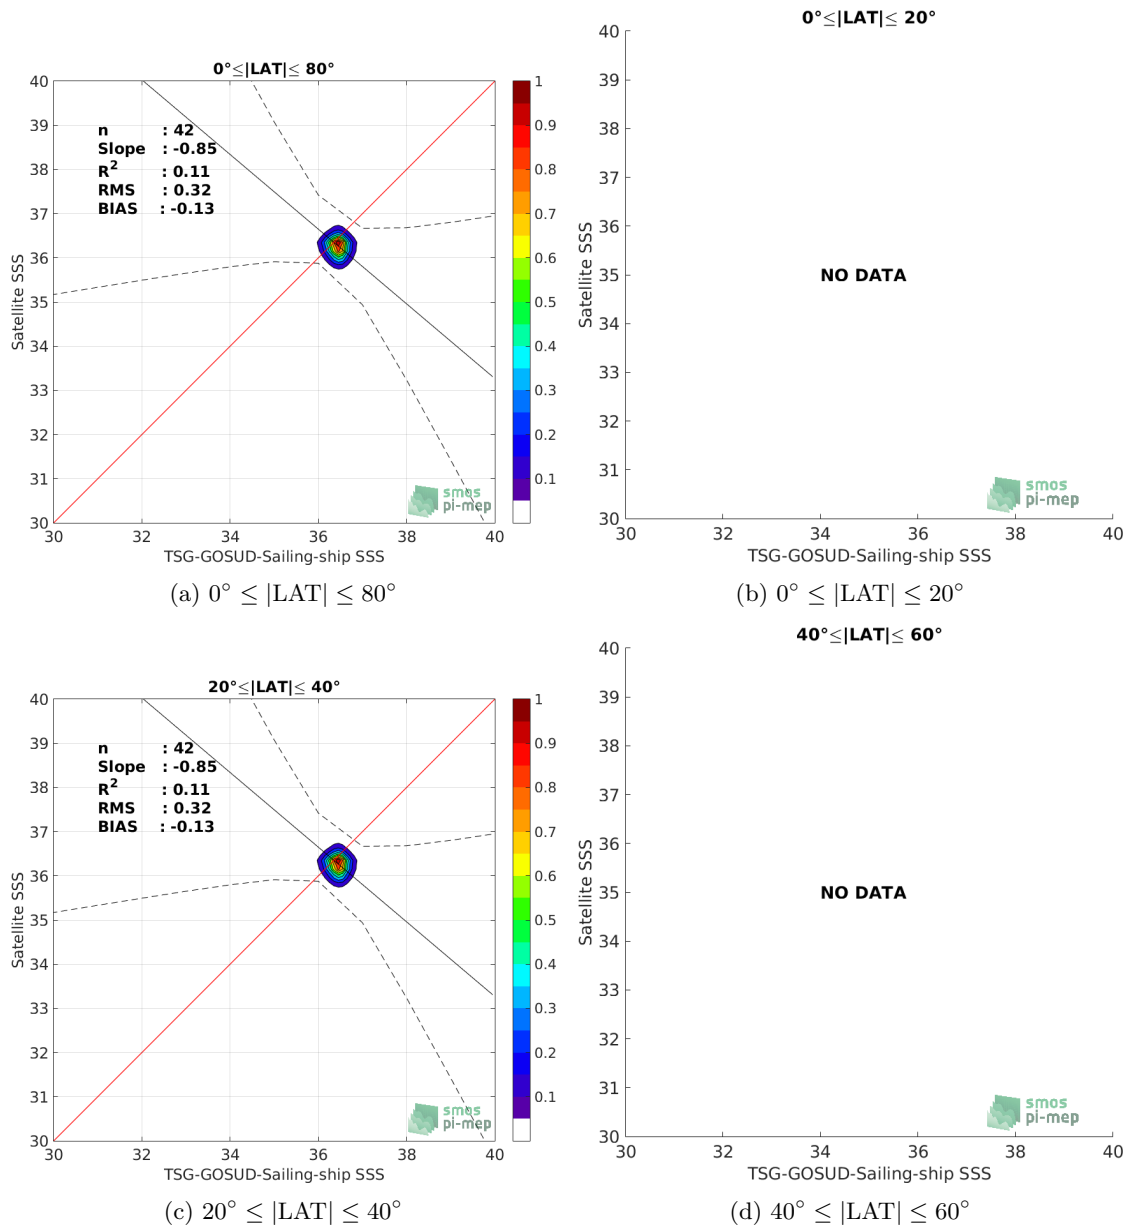 0°≤|LAT|≤ 80°
40
39
38
37
36
35
34
33
32
31
30
Satellite SSS
n : 42
Slope : -0.85
R2 : 0.11
RMS : 0.32
BIAS : -0.13
smos
pi-mep
30 32 34 36 38 40
TSG-GOSUD-Sailing-ship SSS
1
0.9
0.8
0.7
0.6
0.5
0.4
0.3
0.2
0.1
(a) 0° ≤ |LAT| ≤ 80°
0°≤|LAT|≤ 20°
40
39
38
37
36
35
34
33
32
31
30
Satellite SSS
NO DATA
smos
pi-mep
30 32 34 36 38 40
TSG-GOSUD-Sailing-ship SSS
(b) 0° ≤ |LAT| ≤ 20°
20°≤|LAT|≤ 40°
40
39
38
37
36
35
34
33
32
31
30
Satellite SSS
n : 42
Slope : -0.85
R2 : 0.11
RMS : 0.32
BIAS : -0.13
smos
pi-mep
30 32 34 36 38 40
TSG-GOSUD-Sailing-ship SSS
1
0.9
0.8
0.7
0.6
0.5
0.4
0.3
0.2
0.1
(c) 20° ≤ |LAT| ≤ 40°
40°≤|LAT|≤ 60°
40
39
38
37
36
35
34
33
32
31
30
Satellite SSS
NO DATA
smos
pi-mep
30 32 34 36 38 40
TSG-GOSUD-Sailing-ship SSS
(d) 40° ≤ |LAT| ≤ 60°